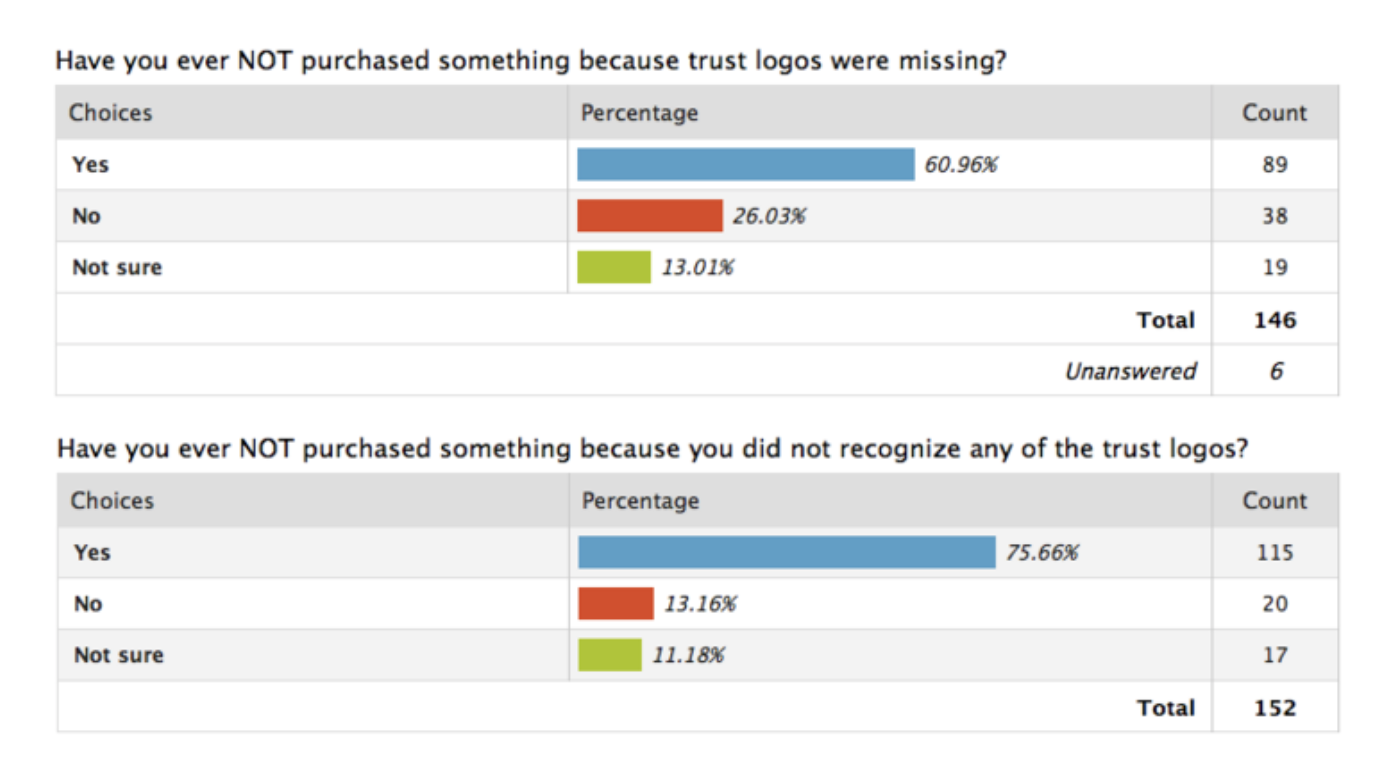 Have you ever NOT purchased something because trust logos were missing?
Choices Percentage Count
Yes 60.96% 89
No 26.03% 38
Not sure 13.01% 19
Total 146
Unanswered 6
Have you ever NOT purchased something because you did not recognize any of the trust logos?
Choices Percentage Count
Yes 75.66% 115
No 13.16% 20
Not sure 11.18% 17
Total 152